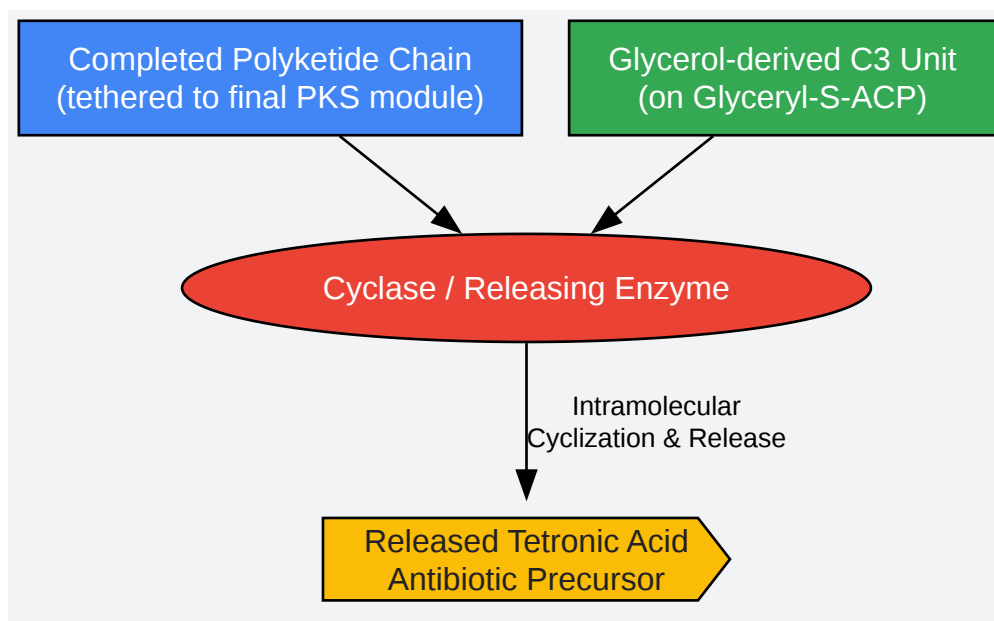 Completed Polyketide Chain
(tethered to final PKS module)
Glycerol-derived C3 Unit
(on Glyceryl-S-ACP)
Cyclase / Releasing Enzyme
Intramolecular
Cyclization & Release
Released Tetronic Acid
Antibiotic Precursor